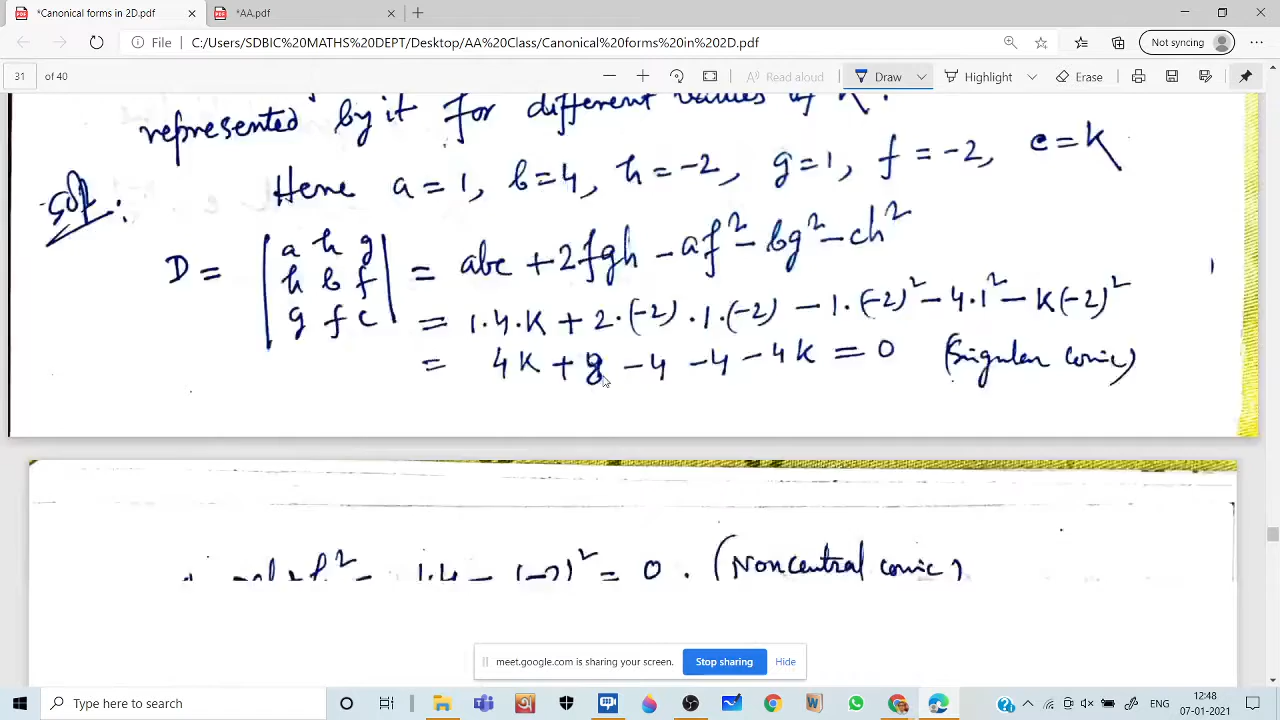 *Canonical forms in 2D.pdf
*AA.pdf
File C:/Users/SDBIC%20MATHS%20DEPT/Desktop/AA%20Class/Canonical%20forms%20in%202D.pdf
Not syncing
31 of 40
Read aloud
Draw
Highlight
Erase
represented by it for different values of K.
Soln: Here a = 1, b = 4, h = -2, g = 1, f = -2, c = K
D = | a h g | = abc + 2fgh - af² - bg² - ch²
| h b f |
| g f c | = 1·4·K + 2·(-2)·1·(-2) - 1·(-2)² - 4·1² - K(-2)²
= 4K + 8 - 4 - 4 - 4K = 0 (Singular conic)
1·4 - (-2)² = 0. (Noncentral conic)
meet.google.com is sharing your screen.
Stop sharing
Hide
Type here to search
ENG
12:48
07-01-2021